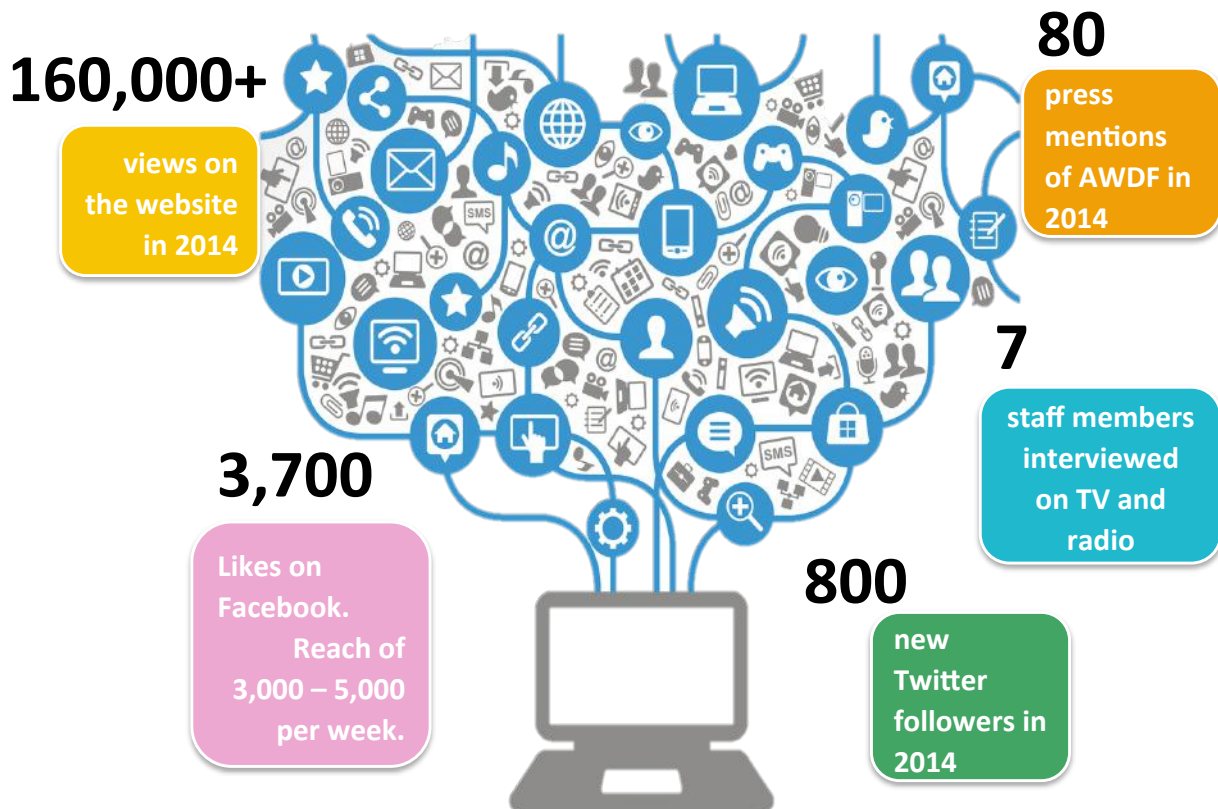 160,000+
views on
the website
in 2014
80
press
mentions
of AWDF in
2014
7
staff members
interviewed
on TV and
radio
3,700
Likes on
Facebook.
Reach of
3,000 – 5,000
per week.
800
new
Twitter
followers in
2014
SMS
SMS